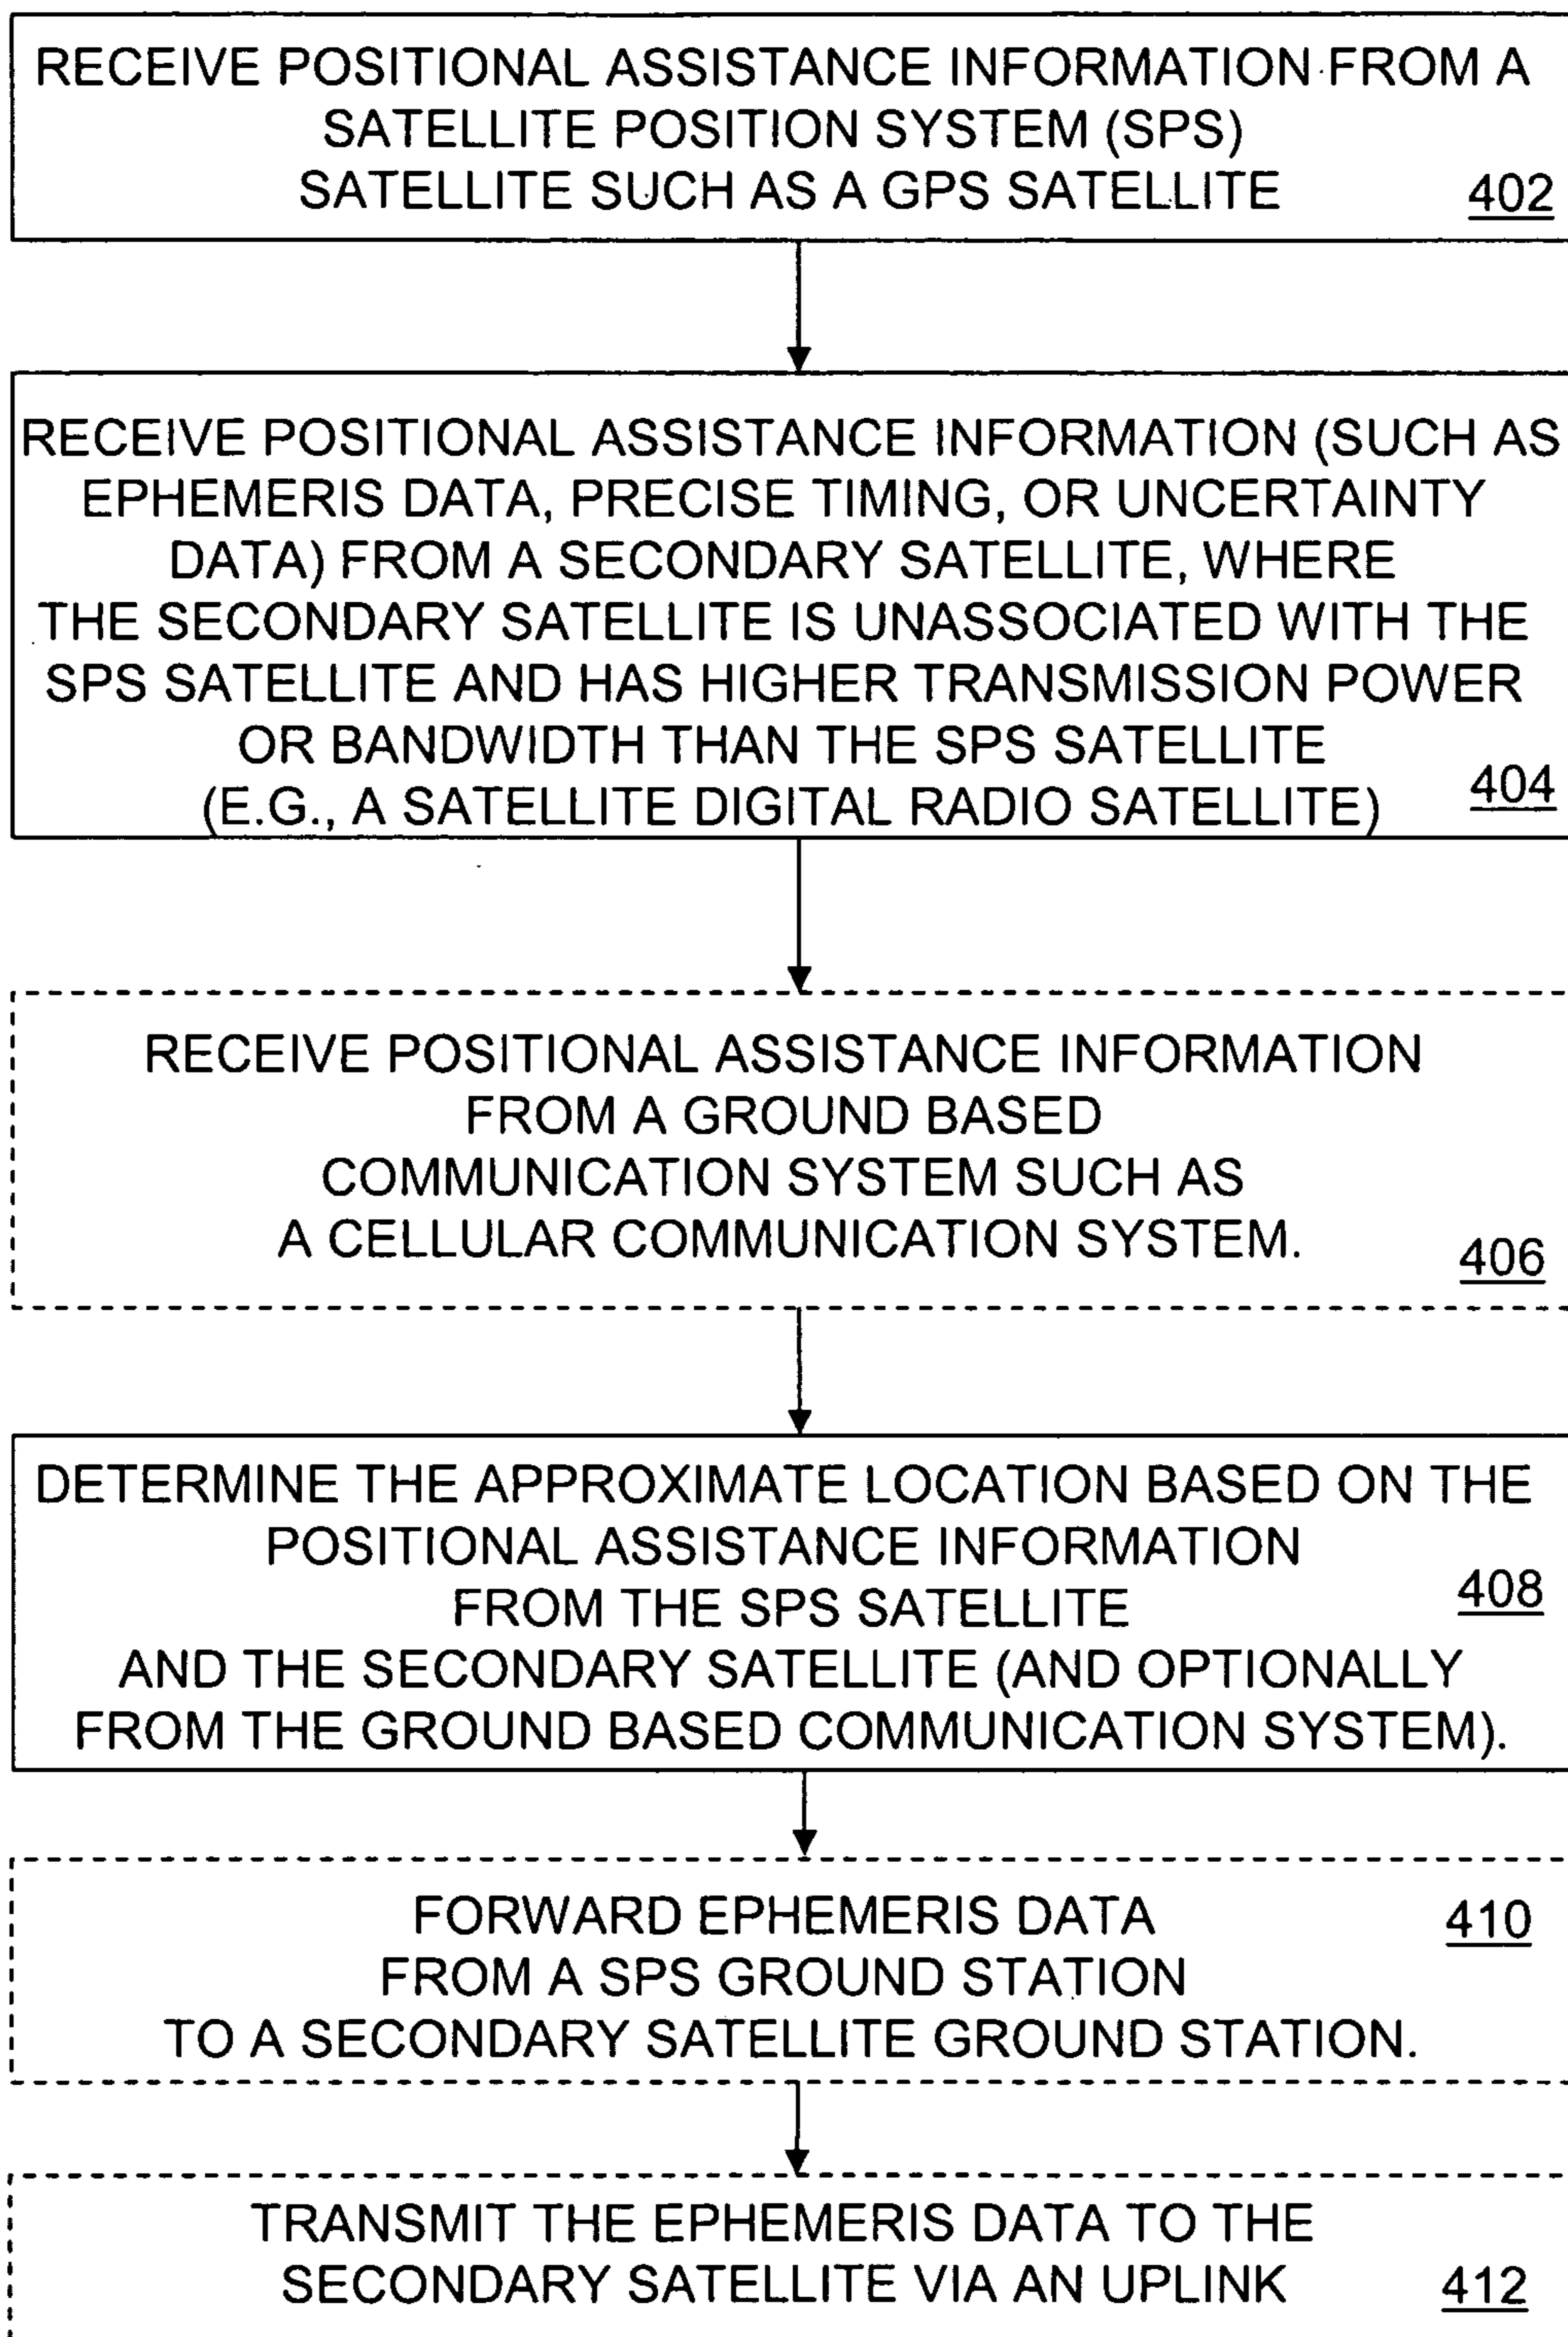 RECEIVE POSITIONAL ASSISTANCE INFORMATION FROM A
SATELLITE POSITION SYSTEM (SPS)
SATELLITE SUCH AS A GPS SATELLITE
402
RECEIVE POSITIONAL ASSISTANCE INFORMATION (SUCH AS
EPHEMERIS DATA, PRECISE TIMING, OR UNCERTAINTY
DATA) FROM A SECONDARY SATELLITE, WHERE
THE SECONDARY SATELLITE IS UNASSOCIATED WITH THE
SPS SATELLITE AND HAS HIGHER TRANSMISSION POWER
OR BANDWIDTH THAN THE SPS SATELLITE
(E.G., A SATELLITE DIGITAL RADIO SATELLITE)
404
RECEIVE POSITIONAL ASSISTANCE INFORMATION
FROM A GROUND BASED
COMMUNICATION SYSTEM SUCH AS
A CELLULAR COMMUNICATION SYSTEM.
406
DETERMINE THE APPROXIMATE LOCATION BASED ON THE
POSITIONAL ASSISTANCE INFORMATION
FROM THE SPS SATELLITE
408
AND THE SECONDARY SATELLITE (AND OPTIONALLY
FROM THE GROUND BASED COMMUNICATION SYSTEM).
FORWARD EPHEMERIS DATA
410
FROM A SPS GROUND STATION
TO A SECONDARY SATELLITE GROUND STATION.
TRANSMIT THE EPHEMERIS DATA TO THE
SECONDARY SATELLITE VIA AN UPLINK
412